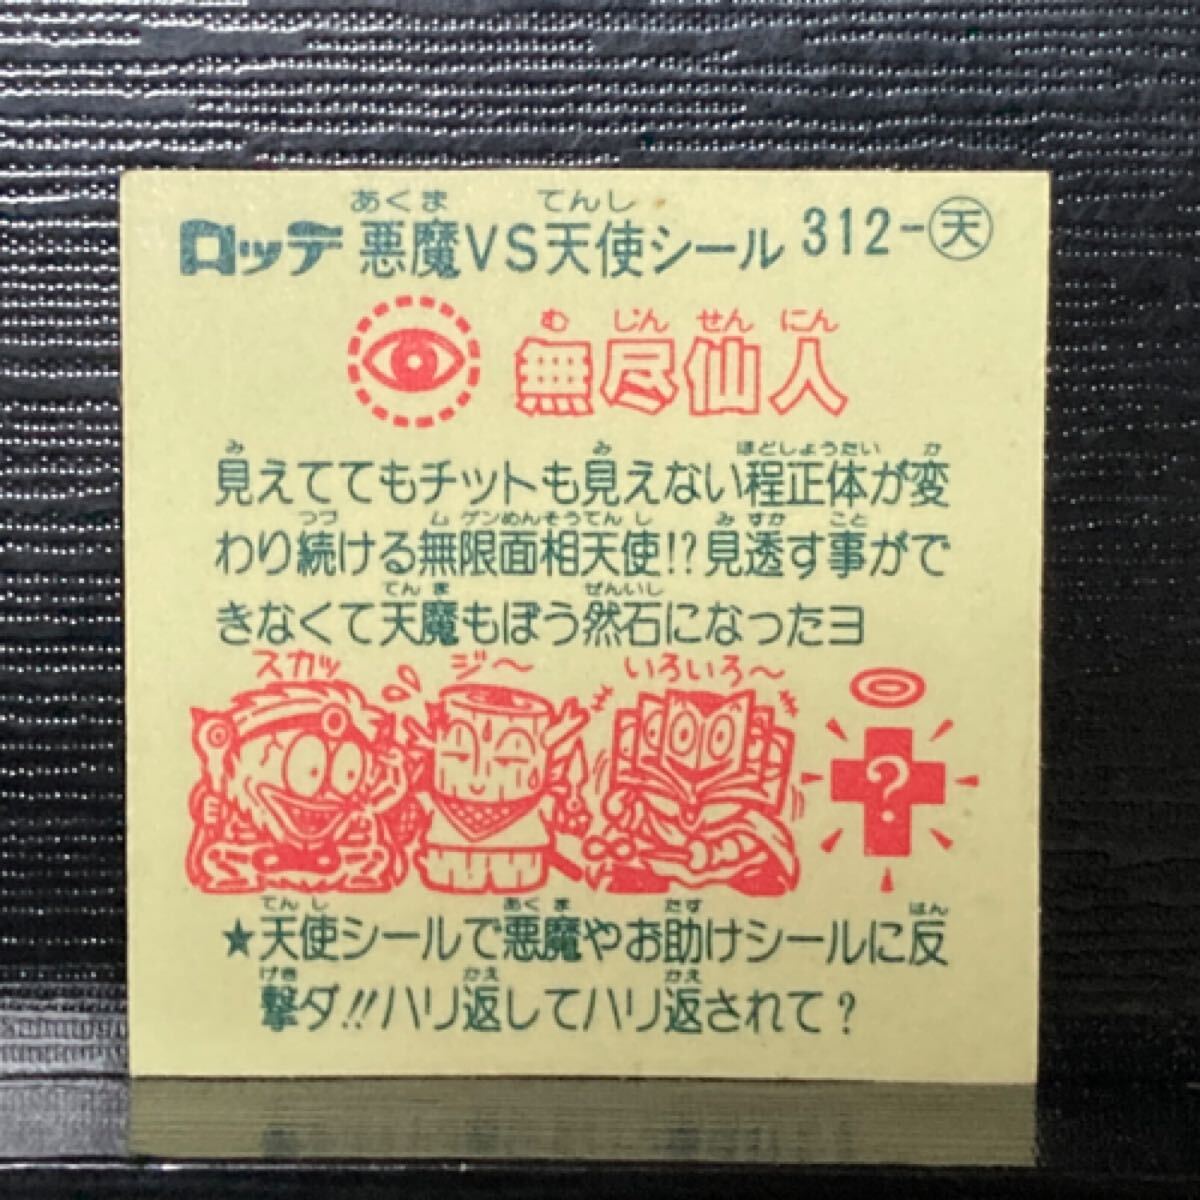 あくま てんし
ロッテ 悪魔VS天使シール 312-天
む じん せん にん
無尽仙人
み み ほどしょうたい か
見えててもチットも見えない程正体が変
つづ ム ゲンめんそうてん し み すか こと
わり続ける無限面相天使!?見透す事がで
てん ま ぜんいし
きなくて天魔もぼう然石になったヨ
スカッ ジ〜 いろいろ〜
?
てん し あく ま たす はん
★天使シールで悪魔やお助けシールに反
げき かえ かえ
撃ダ!!ハリ返してハリ返されて?